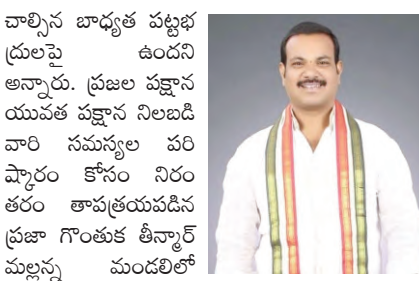 చాల్సిన బాధ్యత పట్టభ
ద్రులపై ఉందని
అన్నారు. ప్రజల పక్షాన
యువత పక్షాన నిలబడి
వారి సమస్యల పరి
ష్కారం కోసం నిరం
తరం తాపత్రయపడిన
ప్రజా గొంతుక తీన్మార్
మల్లన్న మండలిలో